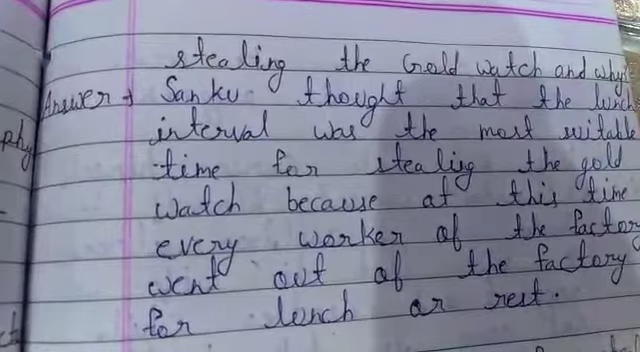 stealing the Gold watch and why?
Answer → Sanku thought that the lunch
interval was the most suitable
time for stealing the gold
watch because at this time
every worker of the factory
went out of the factory
for lunch or rest.